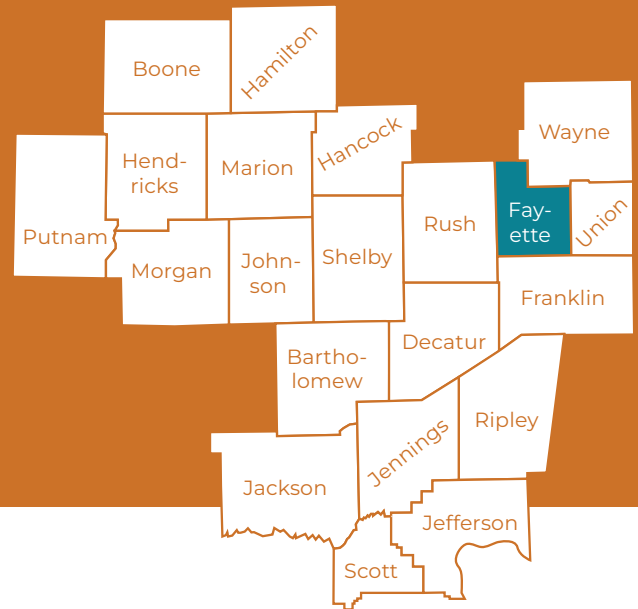 Boone
Hamilton
Wayne
Hancock
Hend-
ricks
Marion
Fay-
ette
Union
Rush
Putnam
Morgan
John-
son
Shelby
Franklin
Decatur
Bartho-
lomew
Ripley
Jennings
Jackson
Jefferson
Scott